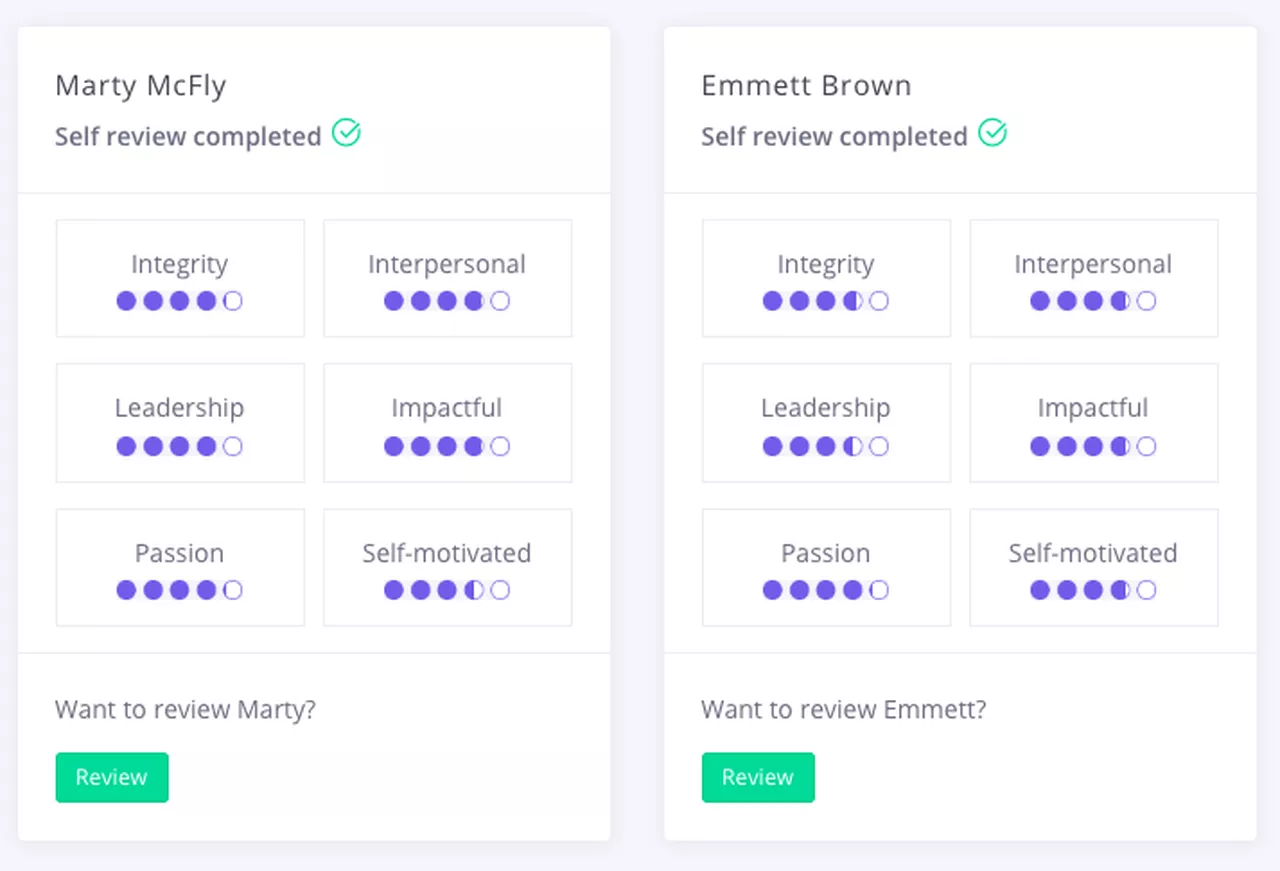 Marty McFly
Self review completed
Integrity
Interpersonal
Leadership
Impactful
Passion
Self-motivated
Want to review Marty?
Review
Emmett Brown
Self review completed
Integrity
Interpersonal
Leadership
Impactful
Passion
Self-motivated
Want to review Emmett?
Review